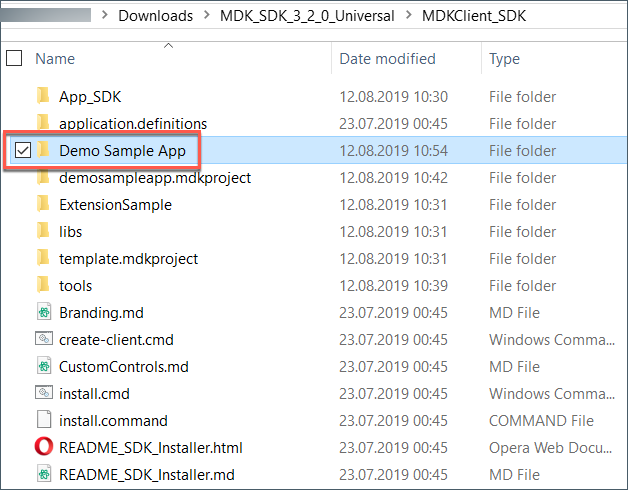 Downloads > MDK_SDK_3_2_0_Universal > MDKClient_SDK
Name Date modified Type
App_SDK 12.08.2019 10:30 File folder
application.definitions 23.07.2019 00:45 File folder
Demo Sample App 12.08.2019 10:54 File folder
demosampleapp.mdkproject 12.08.2019 10:42 File folder
ExtensionSample 12.08.2019 10:31 File folder
libs 12.08.2019 10:31 File folder
template.mdkproject 12.08.2019 10:31 File folder
tools 12.08.2019 10:39 File folder
Branding.md 23.07.2019 00:45 MD File
create-client.cmd 23.07.2019 00:45 Windows Comma...
CustomControls.md 23.07.2019 00:45 MD File
install.cmd 23.07.2019 00:45 Windows Comma...
install.command 23.07.2019 00:45 COMMAND File
README_SDK_Installer.html 23.07.2019 00:45 Opera Web Docu...
README_SDK_Installer.md 23.07.2019 00:45 MD File